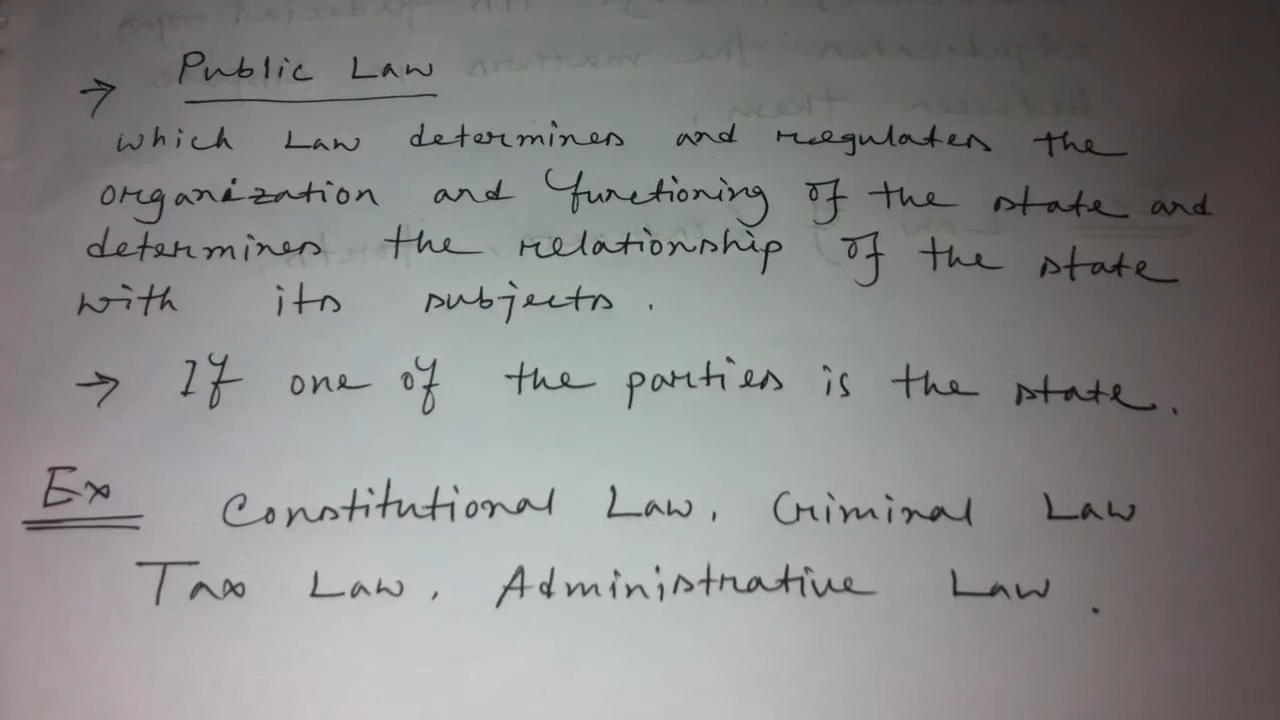 → Public Law
which Law determines and regulates the
organization and functioning of the state and
determines the relationship of the state
with its subjects.
→ If one of the parties is the state.
Ex Constitutional Law, Criminal Law
Tax Law, Administrative Law.